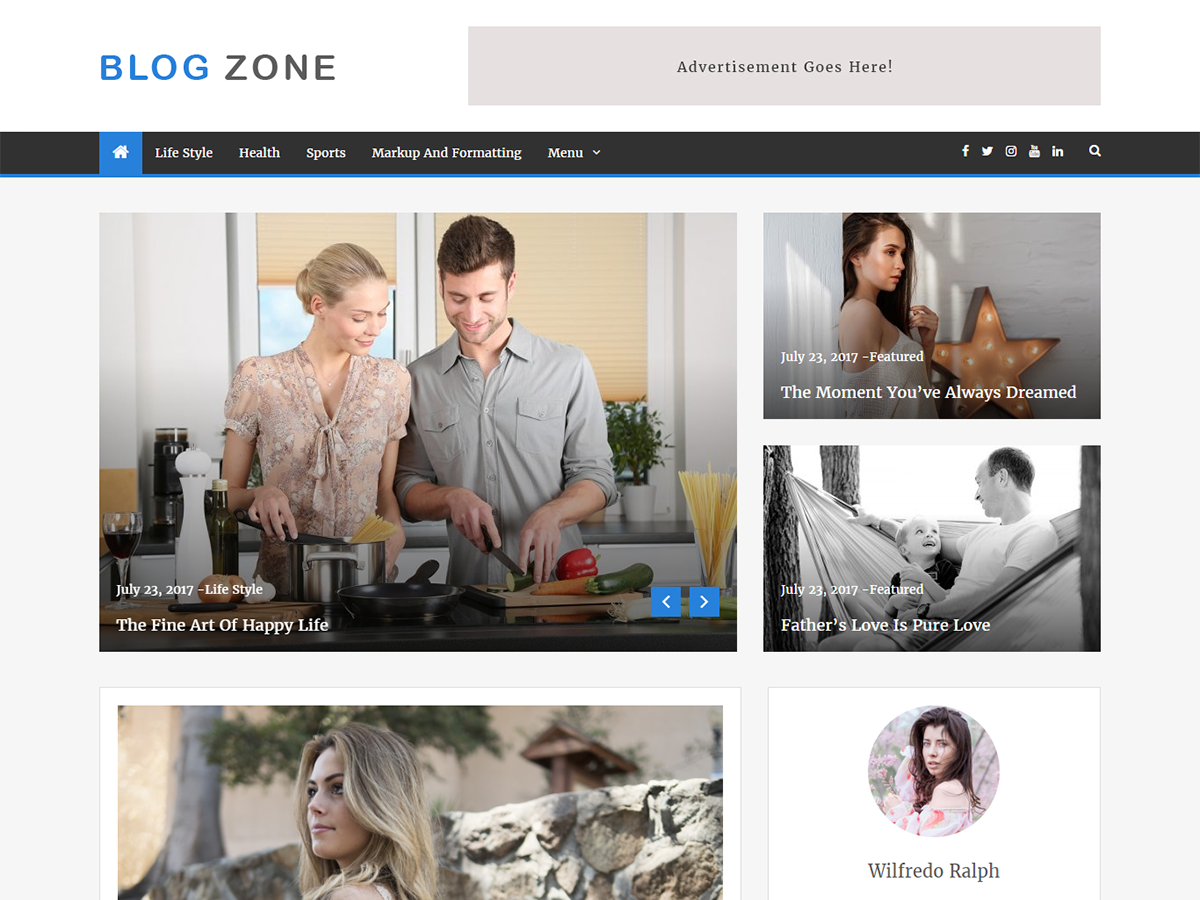 BLOG ZONE
Advertisement Goes Here!
Life Style Health Sports Markup And Formatting Menu
July 23, 2017 -Life Style
The Fine Art Of Happy Life
July 23, 2017 -Featured
The Moment You’ve Always Dreamed
July 23, 2017 -Featured
Father’s Love Is Pure Love
Wilfredo Ralph